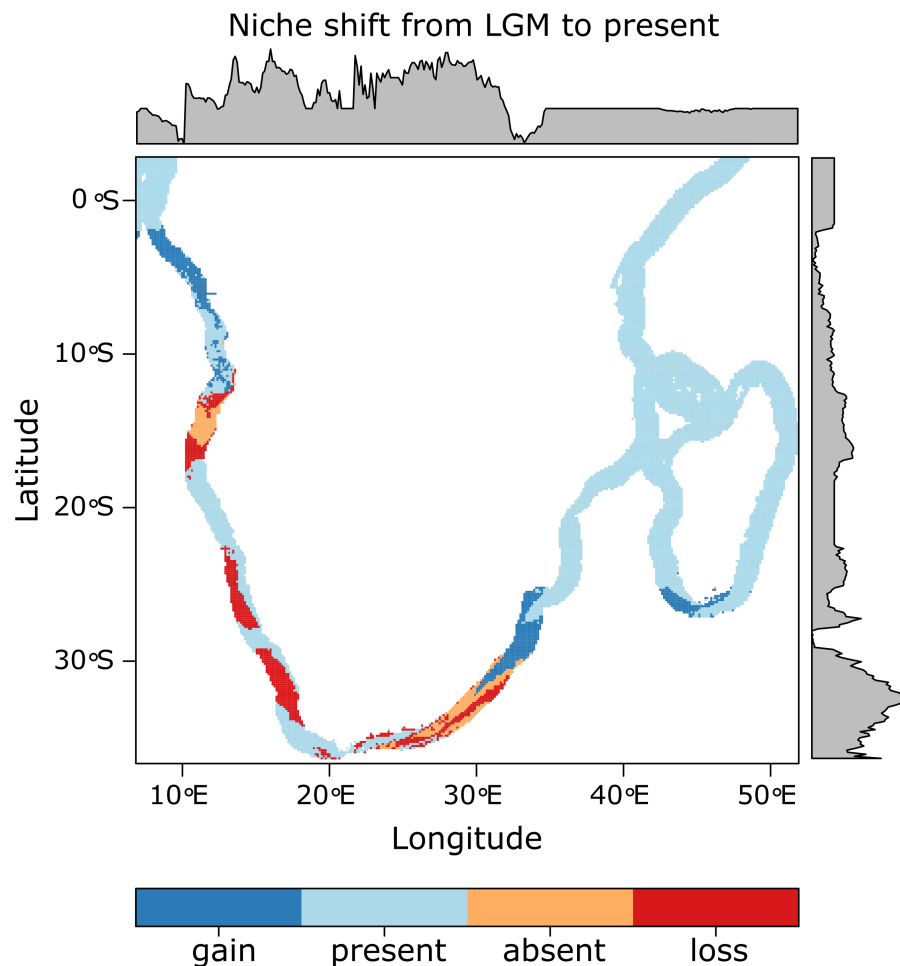 Niche shift from LGM to present
0 °S
10°S
20°S
30°S
Latitude
10°E 20°E 30°E 40°E 50°E
Longitude
gain present absent loss